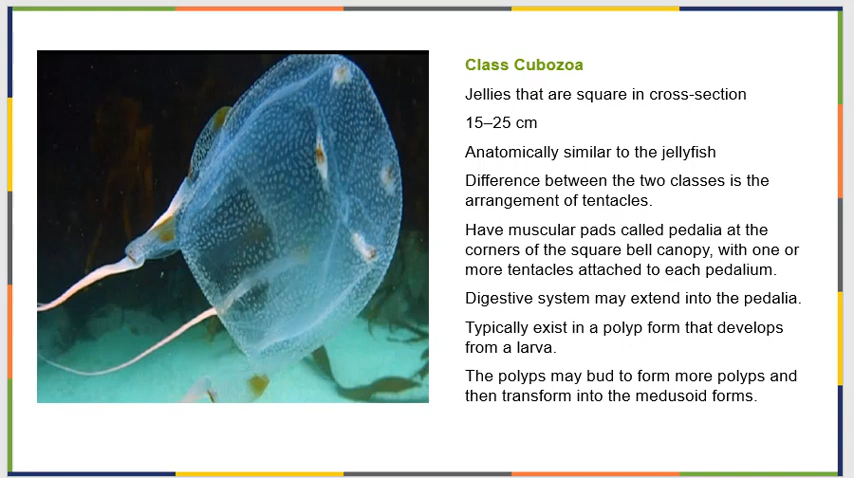 Class Cubozoa
Jellies that are square in cross-section
15–25 cm
Anatomically similar to the jellyfish
Difference between the two classes is the
arrangement of tentacles.
Have muscular pads called pedalia at the
corners of the square bell canopy, with one or
more tentacles attached to each pedalium.
Digestive system may extend into the pedalia.
Typically exist in a polyp form that develops
from a larva.
The polyps may bud to form more polyps and
then transform into the medusoid forms.